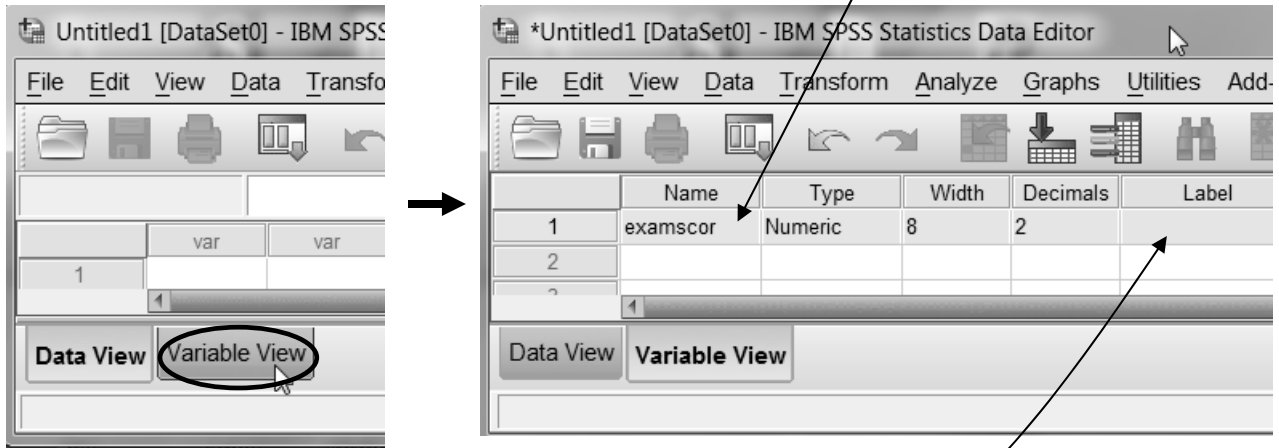 Untitled1 [DataSet0] - IBM SPSS
File Edit View Data Transfo
var var
1
Data View Variable View
*Untitled1 [DataSet0] - IBM SPSS Statistics Data Editor
File Edit View Data Transform Analyze Graphs Utilities Add-
Name Type Width Decimals Label
1 examscor Numeric 8 2
2
Data View Variable View